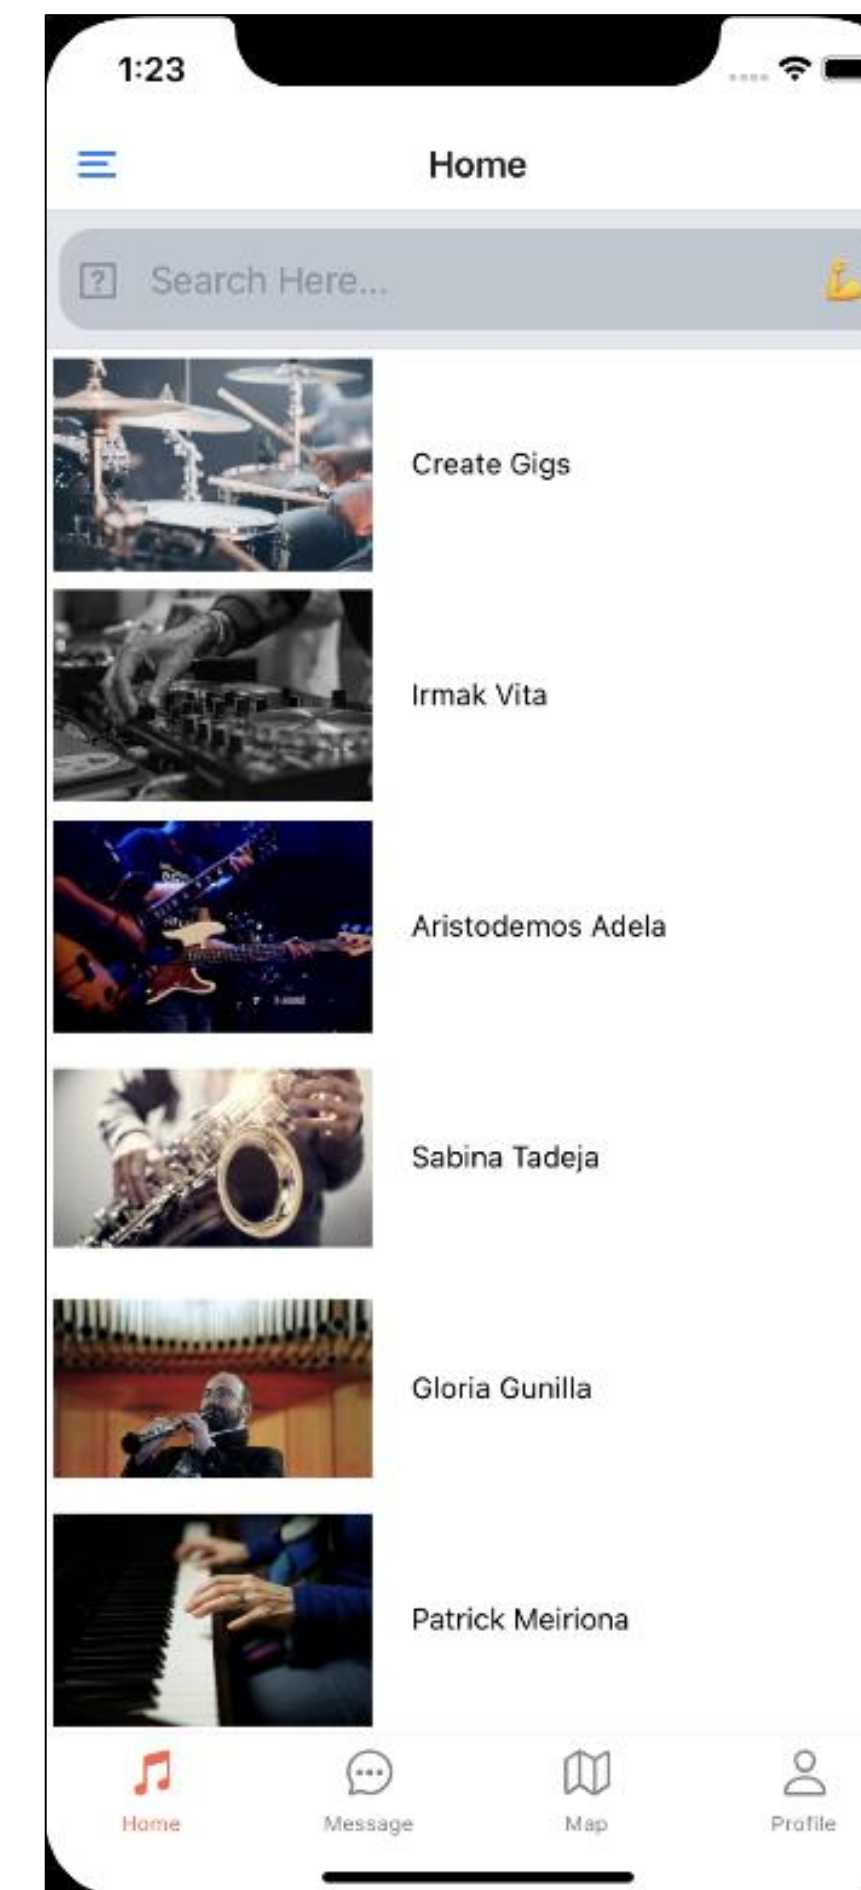 1:23
Home
Search Here...
Create Gigs
Irmak Vita
Aristodemos Adela
Sabina Tadeja
Gloria Gunilla
Patrick Meiriona
Home
Message
Map
Profile